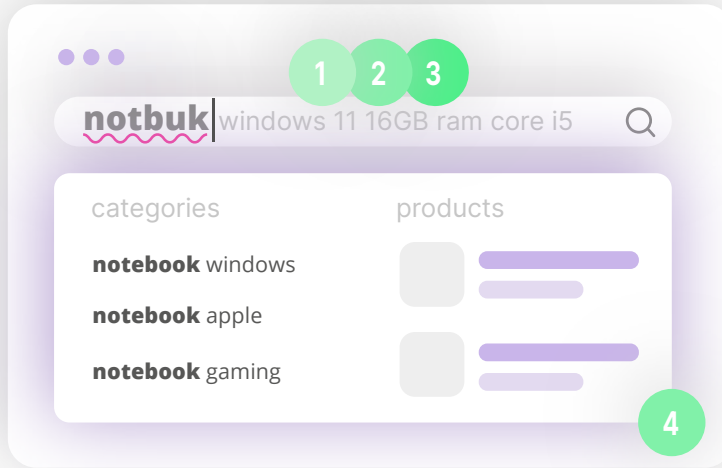 1 2 3
notbuk windows 11 16GB ram core i5
categories
products
notebook windows
notebook apple
notebook gaming
4